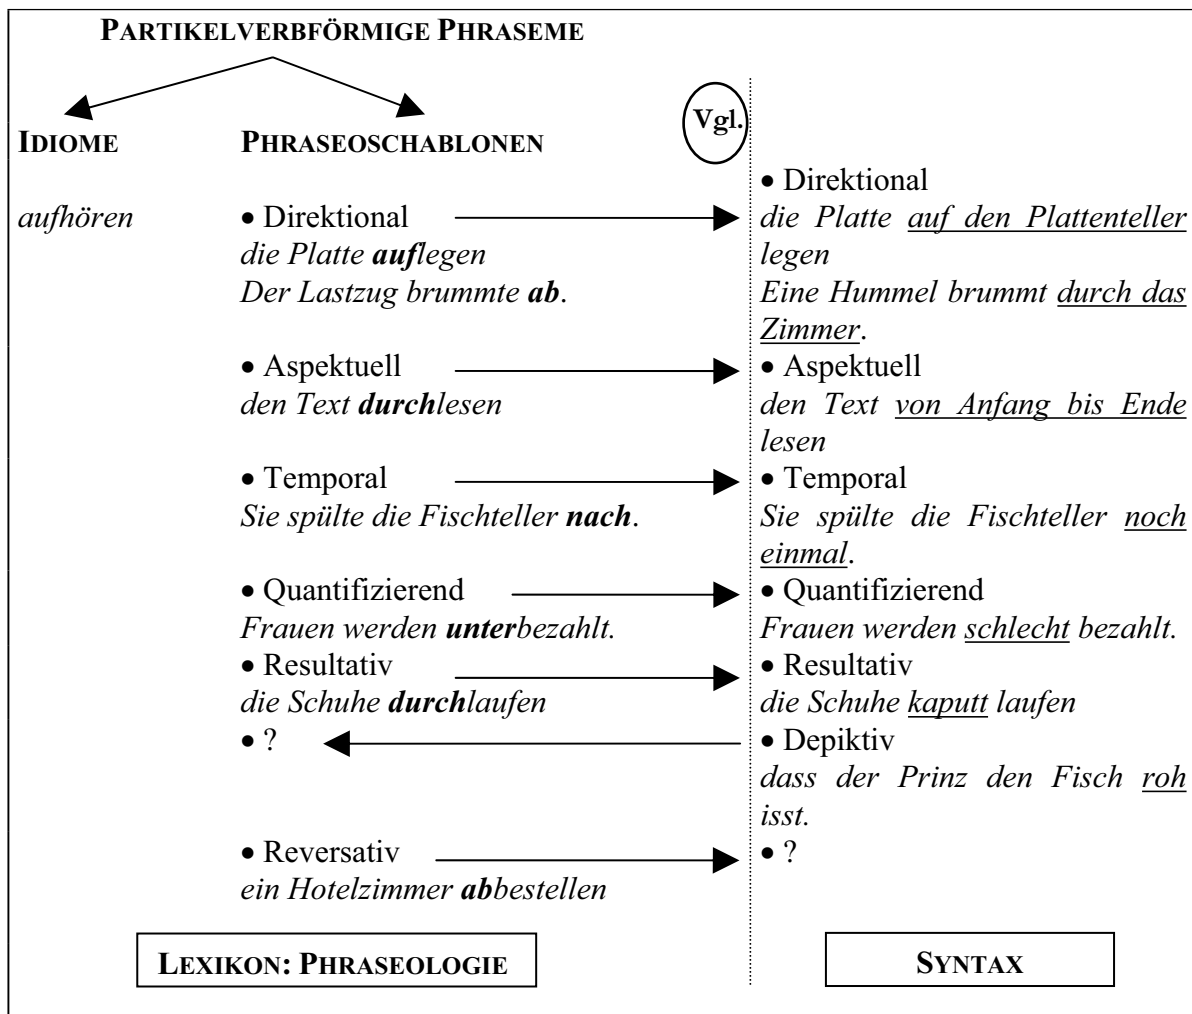 PARTIKELVERBFÖRMIGE PHRASEME
Vgl.
IDIOME
PHRASEOSCHABLONEN
aufhören
• Direktional
die Platte auflegen
Der Lastzug brummte ab.
• Direktional
die Platte auf den Plattenteller
legen
Eine Hummel brummt durch das
Zimmer.
• Aspektuell
den Text durchlesen
• Aspektuell
den Text von Anfang bis Ende
lesen
• Temporal
Sie spülte die Fischteller nach.
• Temporal
Sie spülte die Fischteller noch
einmal.
• Quantifizierend
Frauen werden unterbezahlt.
• Quantifizierend
Frauen werden schlecht bezahlt.
• Resultativ
die Schuhe durchlaufen
• Resultativ
die Schuhe kaputt laufen
• ?
• Depiktiv
dass der Prinz den Fisch roh
isst.
• Reversativ
ein Hotelzimmer abbestellen
• ?
LEXIKON: PHRASEOLOGIE
SYNTAX